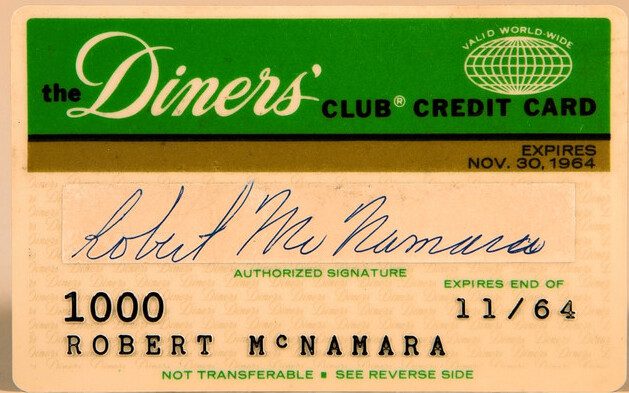 VALID WORLD-WIDE
the Diners' CLUB® CREDIT CARD
EXPIRES
NOV. 30, 1964
Robert McNamara
AUTHORIZED SIGNATURE
EXPIRES END OF
1000
11/64
ROBERT MCNAMARA
NOT TRANSFERABLE ▪ SEE REVERSE SIDE